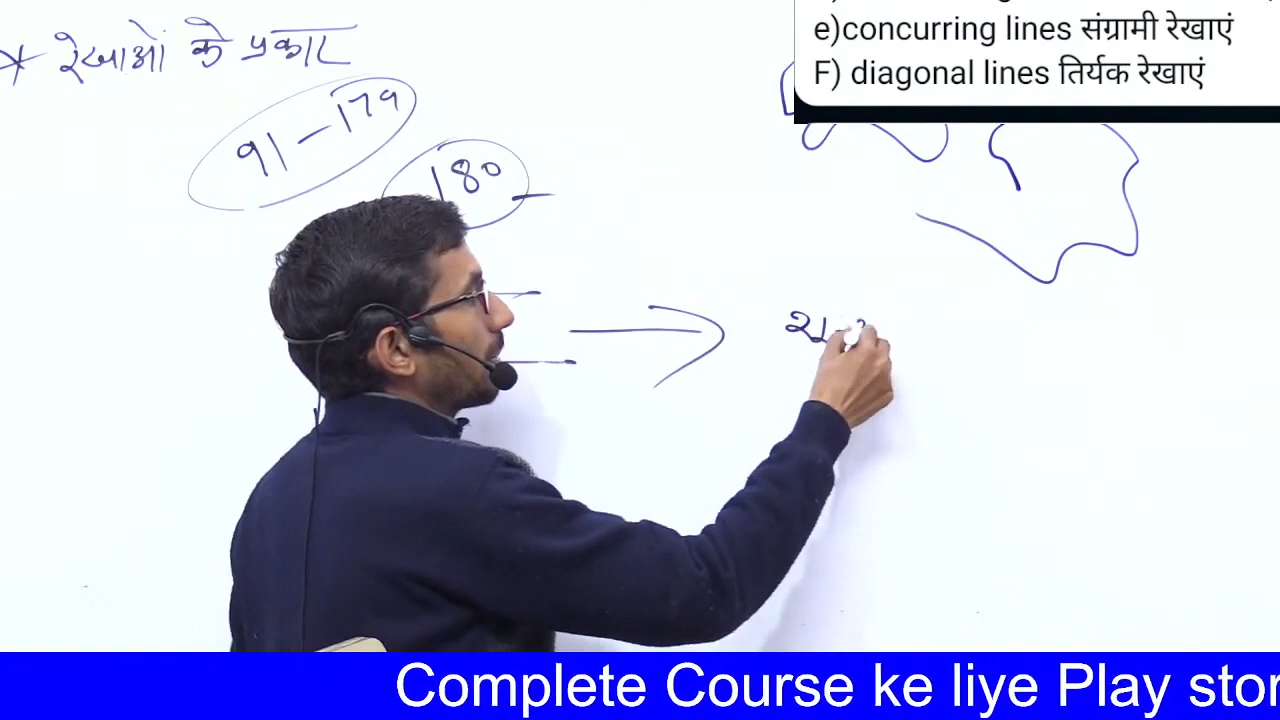 * रेखाओं के प्रकार
91-179
180
e)concurring lines संग्रामी रेखाएं
F) diagonal lines तिर्यक रेखाएं
Complete Course ke liye Play stor